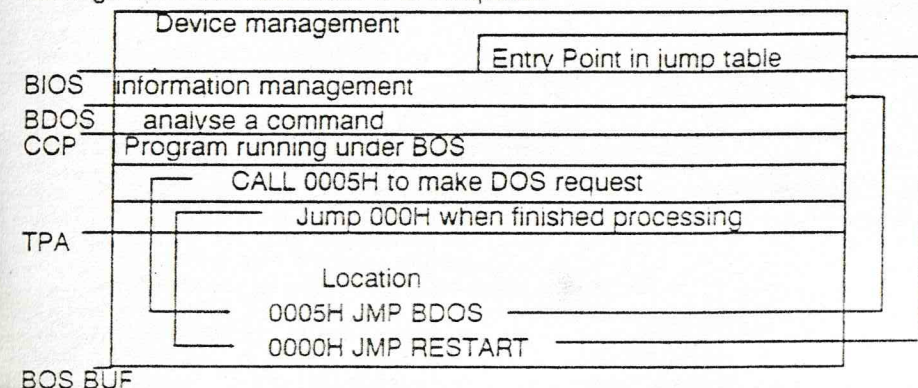 Device management
Entry Point in jump table
BIOS information management
BDOS analyse a command
CCP Program running under BOS
CALL 0005H to make DOS request
Jump 000H when finished processing
TPA
Location
0005H JMP BDOS
0000H JMP RESTART
BOS BUF